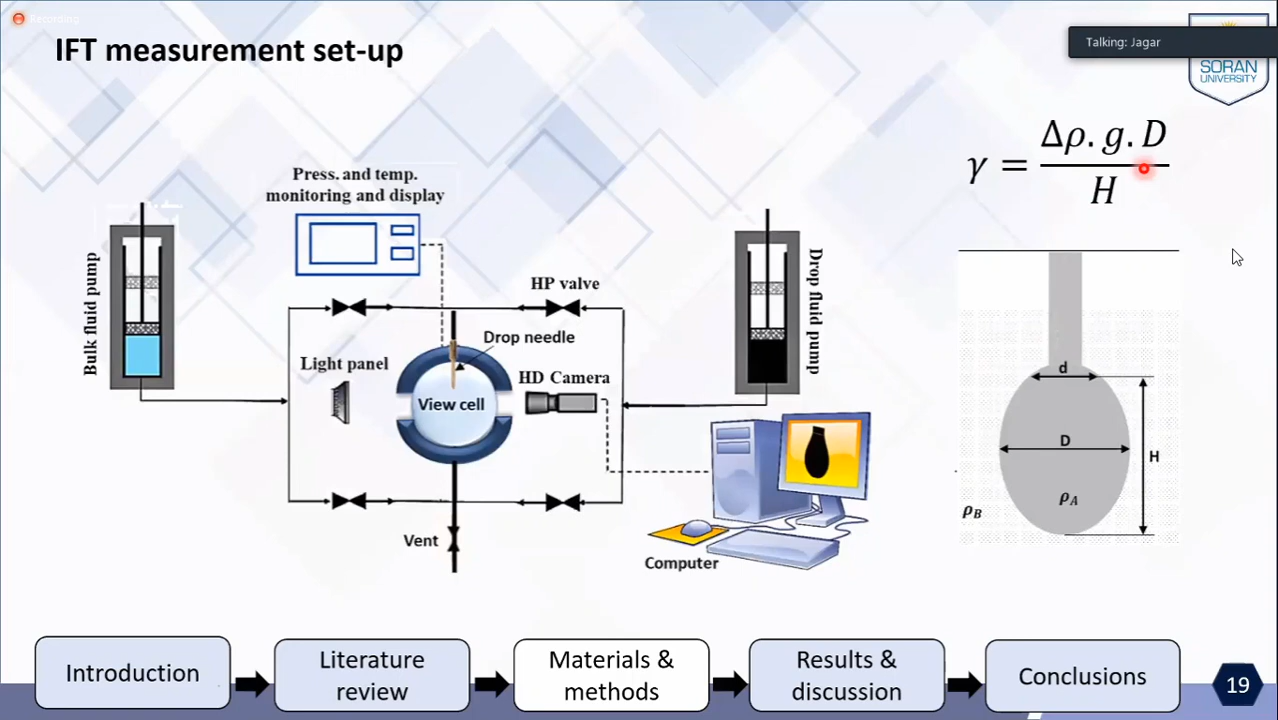 Recording
IFT measurement set-up
Talking: Jagar
SORAN
UNIVERSITY
γ = Δρ. g. D / H
Press. and temp.
monitoring and display
Bulk fluid pump
HP valve
Drop fluid pump
Drop needle
Light panel
HD Camera
View cell
Vent
Computer
d
D
H
ρA
ρB
Introduction
Literature
review
Materials &
methods
Results &
discussion
Conclusions
19